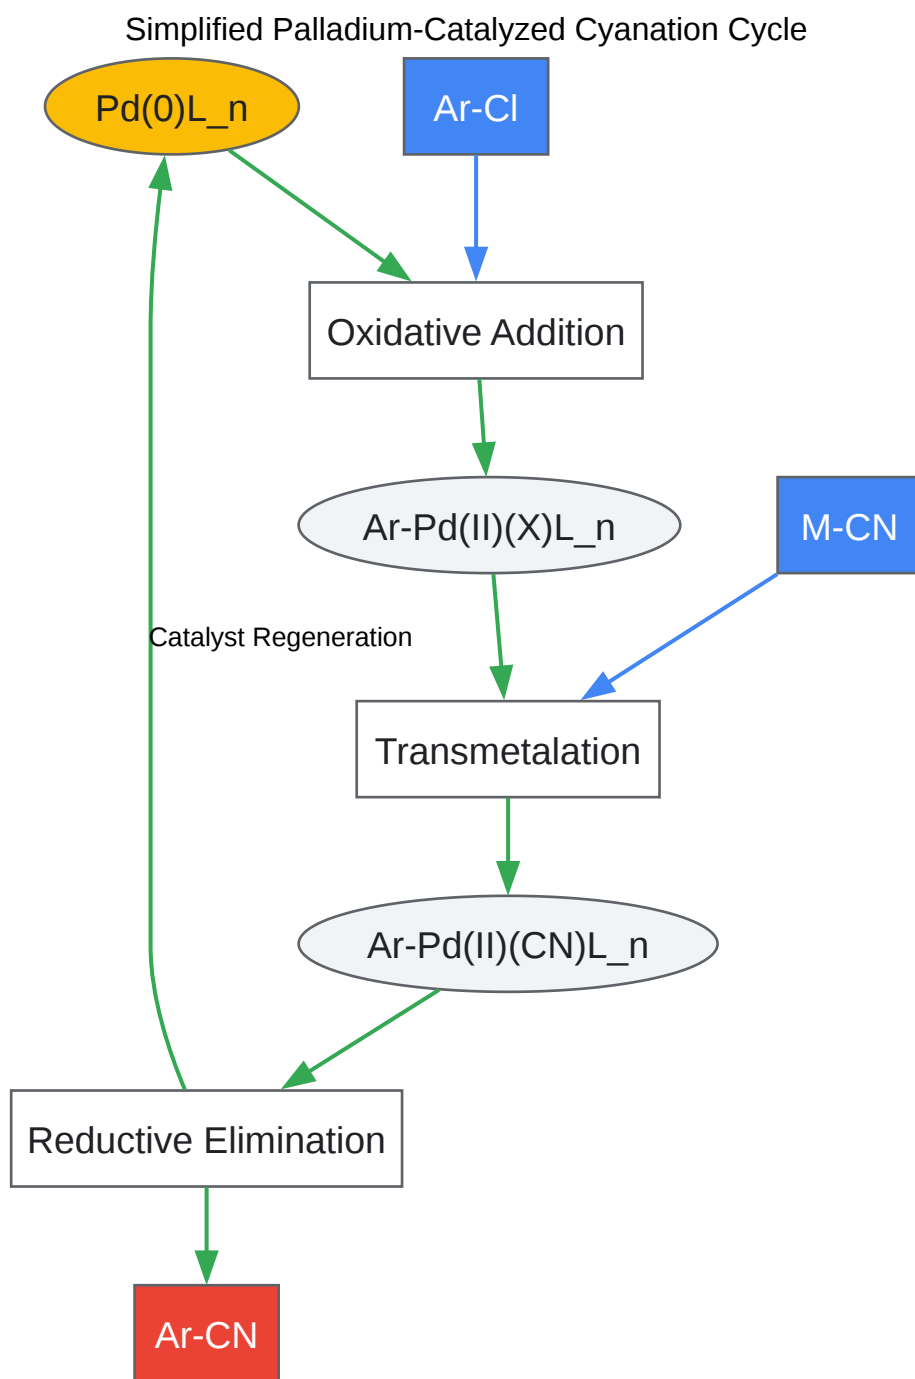 Simplified Palladium-Catalyzed Cyanation Cycle
Pd(0)L_n
Ar-Cl
Oxidative Addition
Ar-Pd(II)(X)L_n
M-CN
Catalyst Regeneration
Transmetalation
Ar-Pd(II)(CN)L_n
Reductive Elimination
Ar-CN